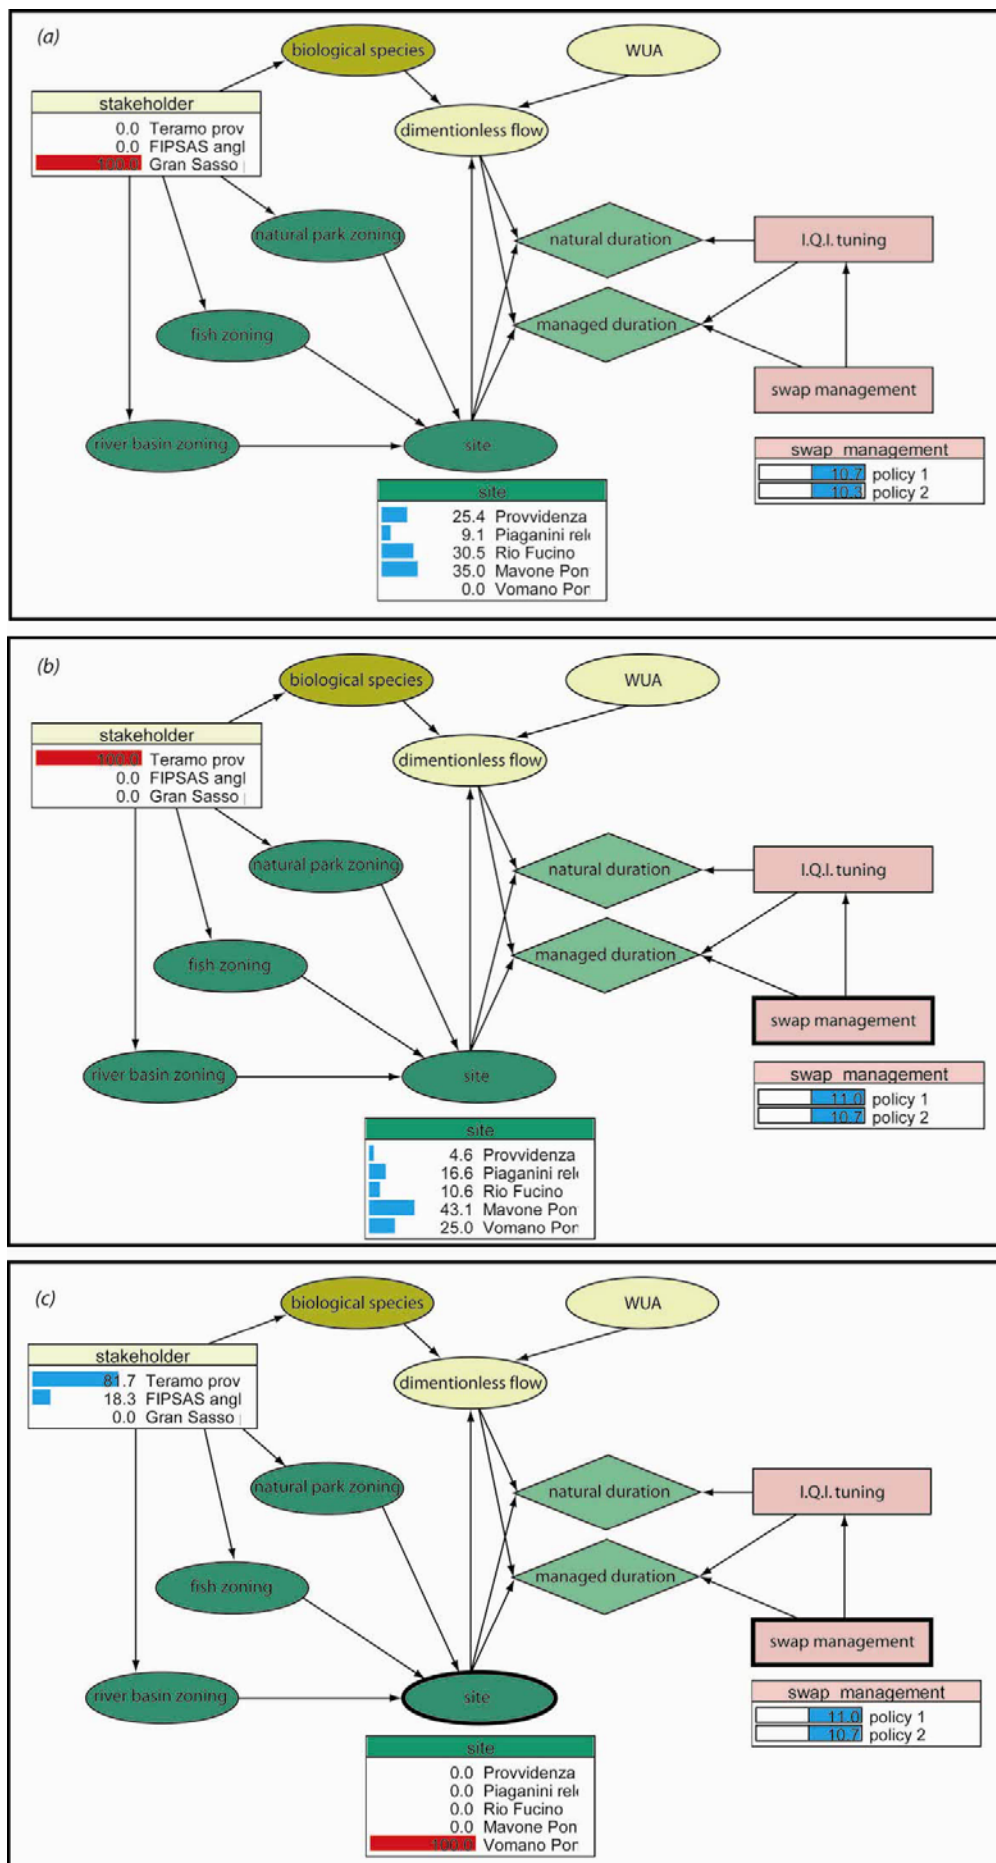 (a)
biological species
WUA
stakeholder
0.0 Teramo prov
0.0 FIPSAS angl
100.0 Gran Sasso
dimentionless flow
natural park zoning
natural duration
I.Q.I. tuning
fish zoning
managed duration
swap management
river basin zoning
site
swap management
10.7 policy 1
10.3 policy 2
site
25.4 Provvidenza
9.1 Piaganini rel
30.5 Rio Fucino
35.0 Mavone Pon
0.0 Vomano Pon
(b)
biological species
WUA
stakeholder
100.0 Teramo prov
0.0 FIPSAS angl
0.0 Gran Sasso
dimentionless flow
natural park zoning
natural duration
I.Q.I. tuning
fish zoning
managed duration
swap management
river basin zoning
site
swap management
11.0 policy 1
10.7 policy 2
site
4.6 Provvidenza
16.6 Piaganini rel
10.6 Rio Fucino
43.1 Mavone Pon
25.0 Vomano Pon
(c)
biological species
WUA
stakeholder
81.7 Teramo prov
18.3 FIPSAS angl
0.0 Gran Sasso
dimentionless flow
natural park zoning
natural duration
I.Q.I. tuning
fish zoning
managed duration
swap management
river basin zoning
site
swap management
11.0 policy 1
10.7 policy 2
site
0.0 Provvidenza
0.0 Piaganini rel
0.0 Rio Fucino
0.0 Mavone Pon
100.0 Vomano Pon